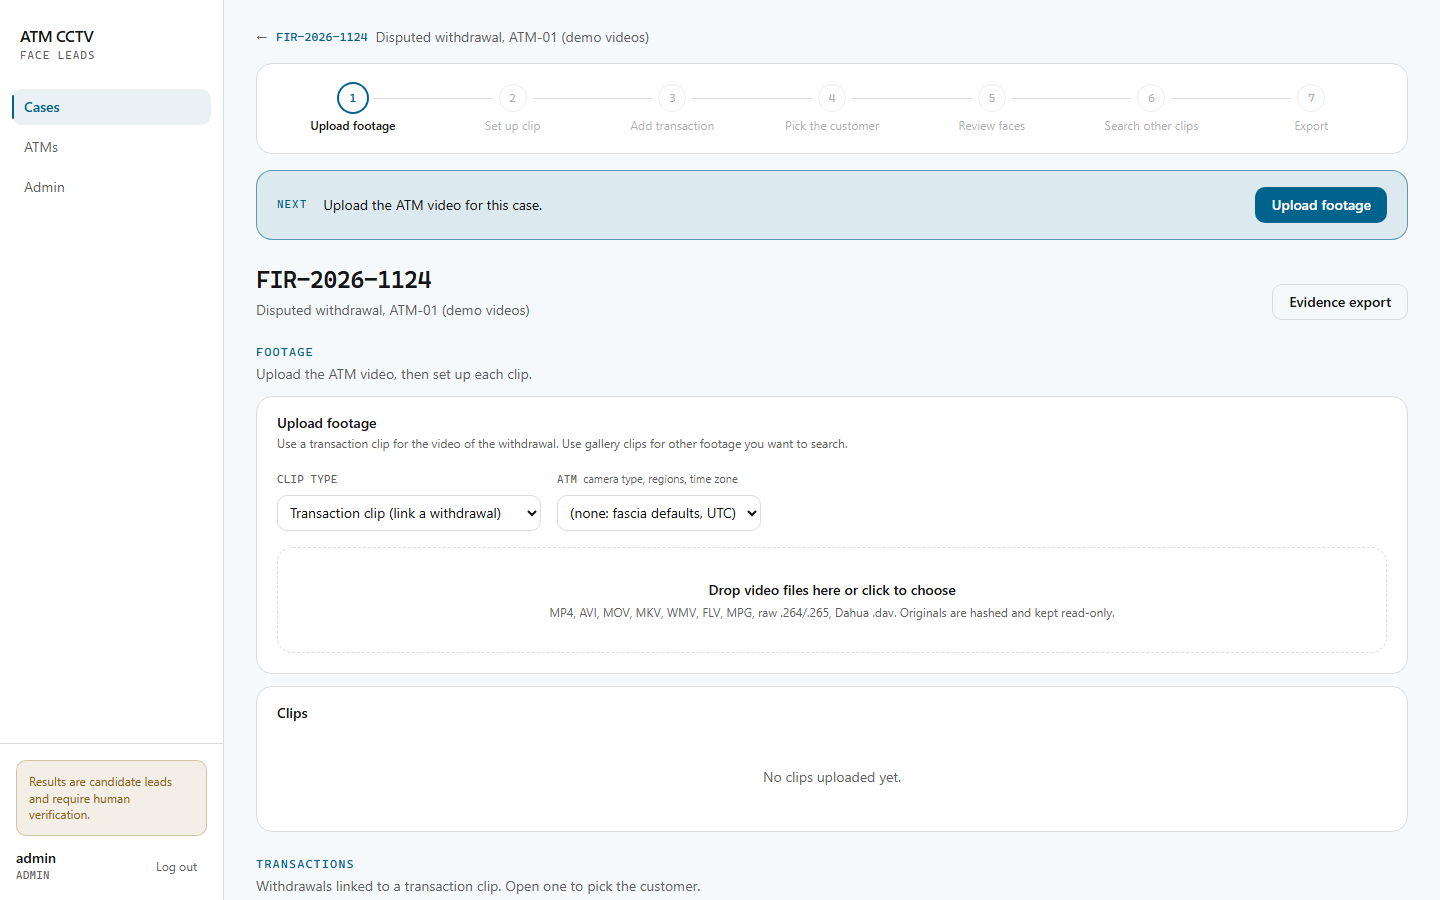 ATM CCTV
FACE LEADS
Cases
ATMs
Admin
Results are candidate leads
and require human
verification.
admin
ADMIN
Log out
← FIR-2026-1124 Disputed withdrawal, ATM-01 (demo videos)
1
Upload footage
2
Set up clip
3
Add transaction
4
Pick the customer
5
Review faces
6
Search other clips
7
Export
NEXT Upload the ATM video for this case.
Upload footage
FIR-2026-1124
Disputed withdrawal, ATM-01 (demo videos)
Evidence export
FOOTAGE
Upload the ATM video, then set up each clip.
Upload footage
Use a transaction clip for the video of the withdrawal. Use gallery clips for other footage you want to search.
CLIP TYPE
Transaction clip (link a withdrawal)
ATM camera type, regions, time zone
(none: fascia defaults, UTC)
Drop video files here or click to choose
MP4, AVI, MOV, MKV, WMV, FLV, MPG, raw .264/.265, Dahua .dav. Originals are hashed and kept read-only.
Clips
No clips uploaded yet.
TRANSACTIONS
Withdrawals linked to a transaction clip. Open one to pick the customer.